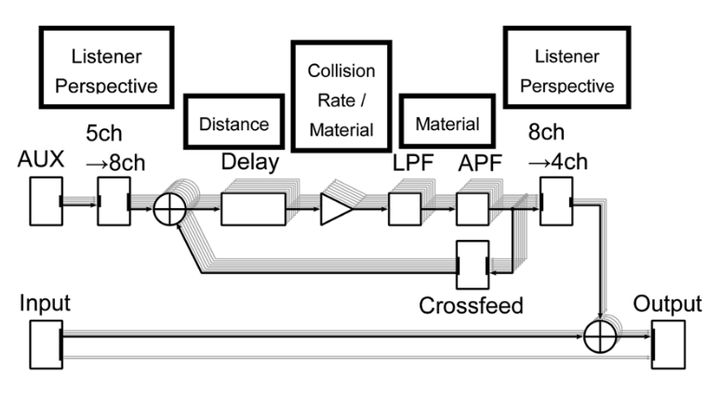 Listener
Perspective
Collision
Rate /
Material
Listener
Perspective
Distance
Material
5ch
→8ch
8ch
→4ch
AUX
Delay
LPF
APF
Crossfeed
Input
Output